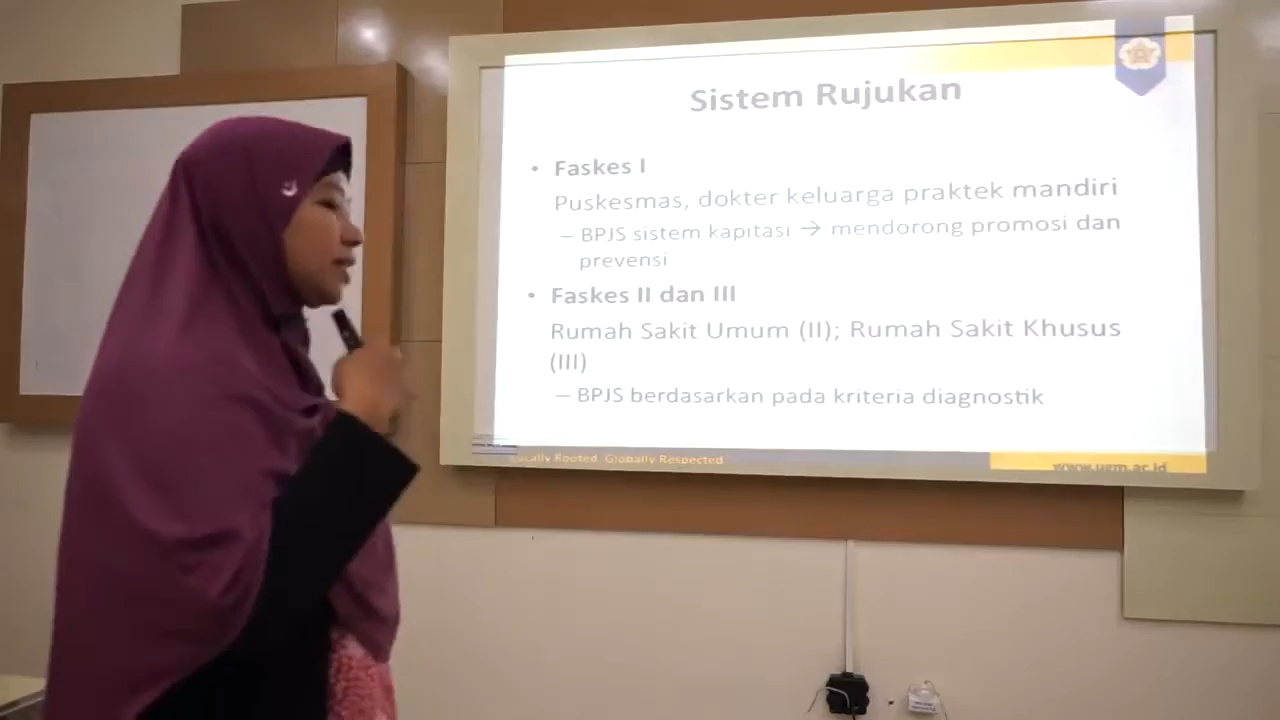 Sistem Rujukan
• Faskes I
Puskesmas, dokter keluarga praktek mandiri
– BPJS sistem kapitasi → mendorong promosi dan
prevensi
• Faskes II dan III
Rumah Sakit Umum (II); Rumah Sakit Khusus
(III)
– BPJS berdasarkan pada kriteria diagnostik
Locally Rooted, Globally Respected
www.ugm.ac.id